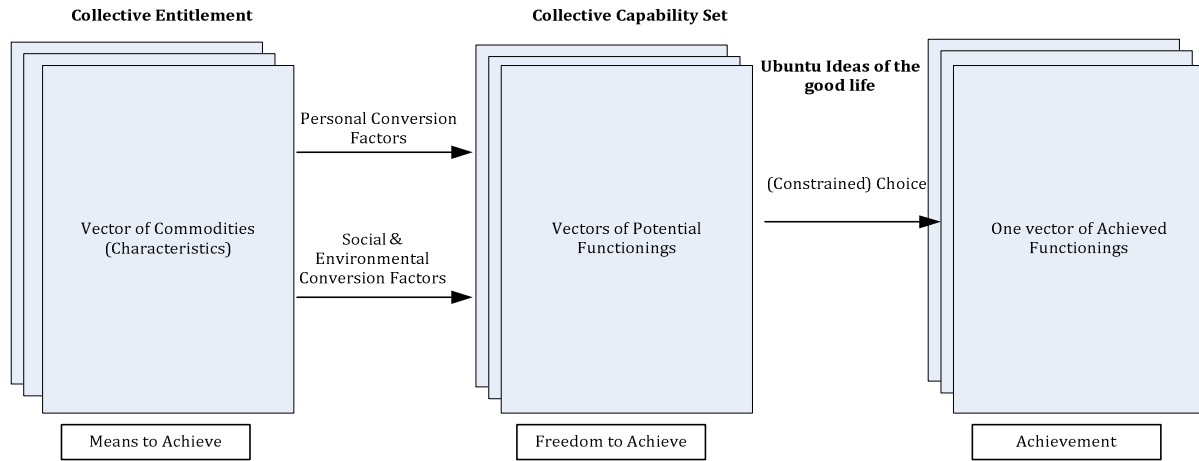 Collective Entitlement
Collective Capability Set
Ubuntu Ideas of the
good life
Personal Conversion
Factors
(Constrained) Choice
Vector of Commodities
(Characteristics)
Social &
Environmental
Conversion Factors
Vectors of Potential
Functionings
One vector of Achieved
Functionings
Means to Achieve
Freedom to Achieve
Achievement